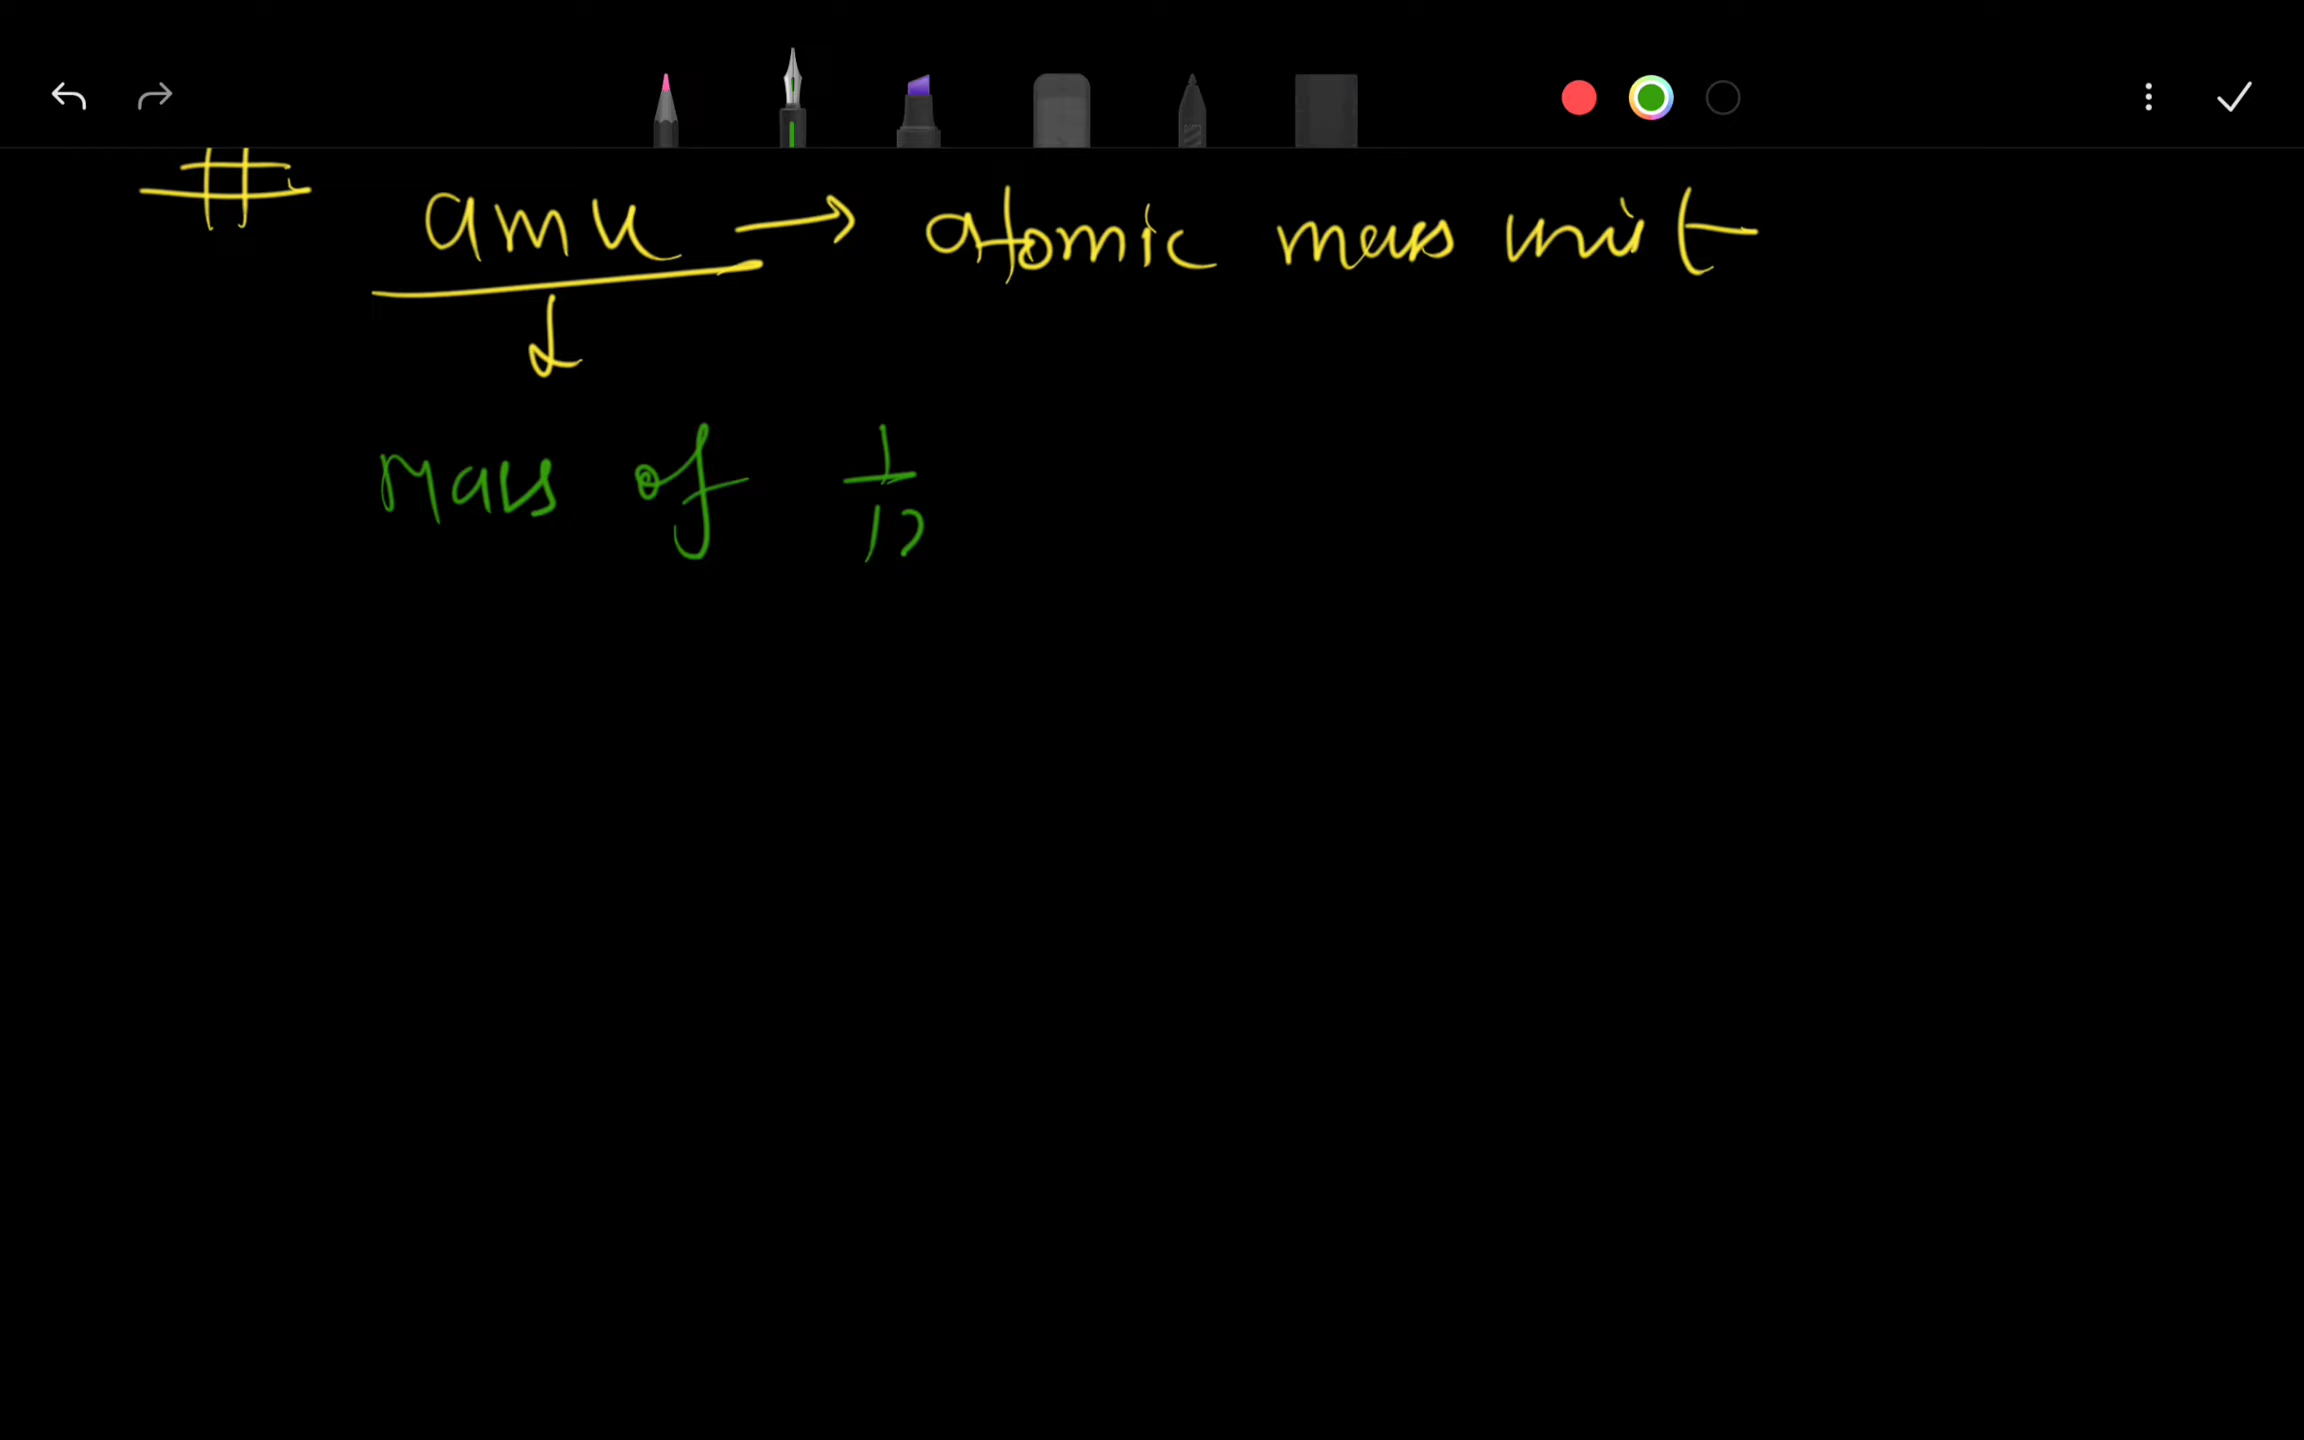 # amu → atomic mass unit
Mass of 1/12